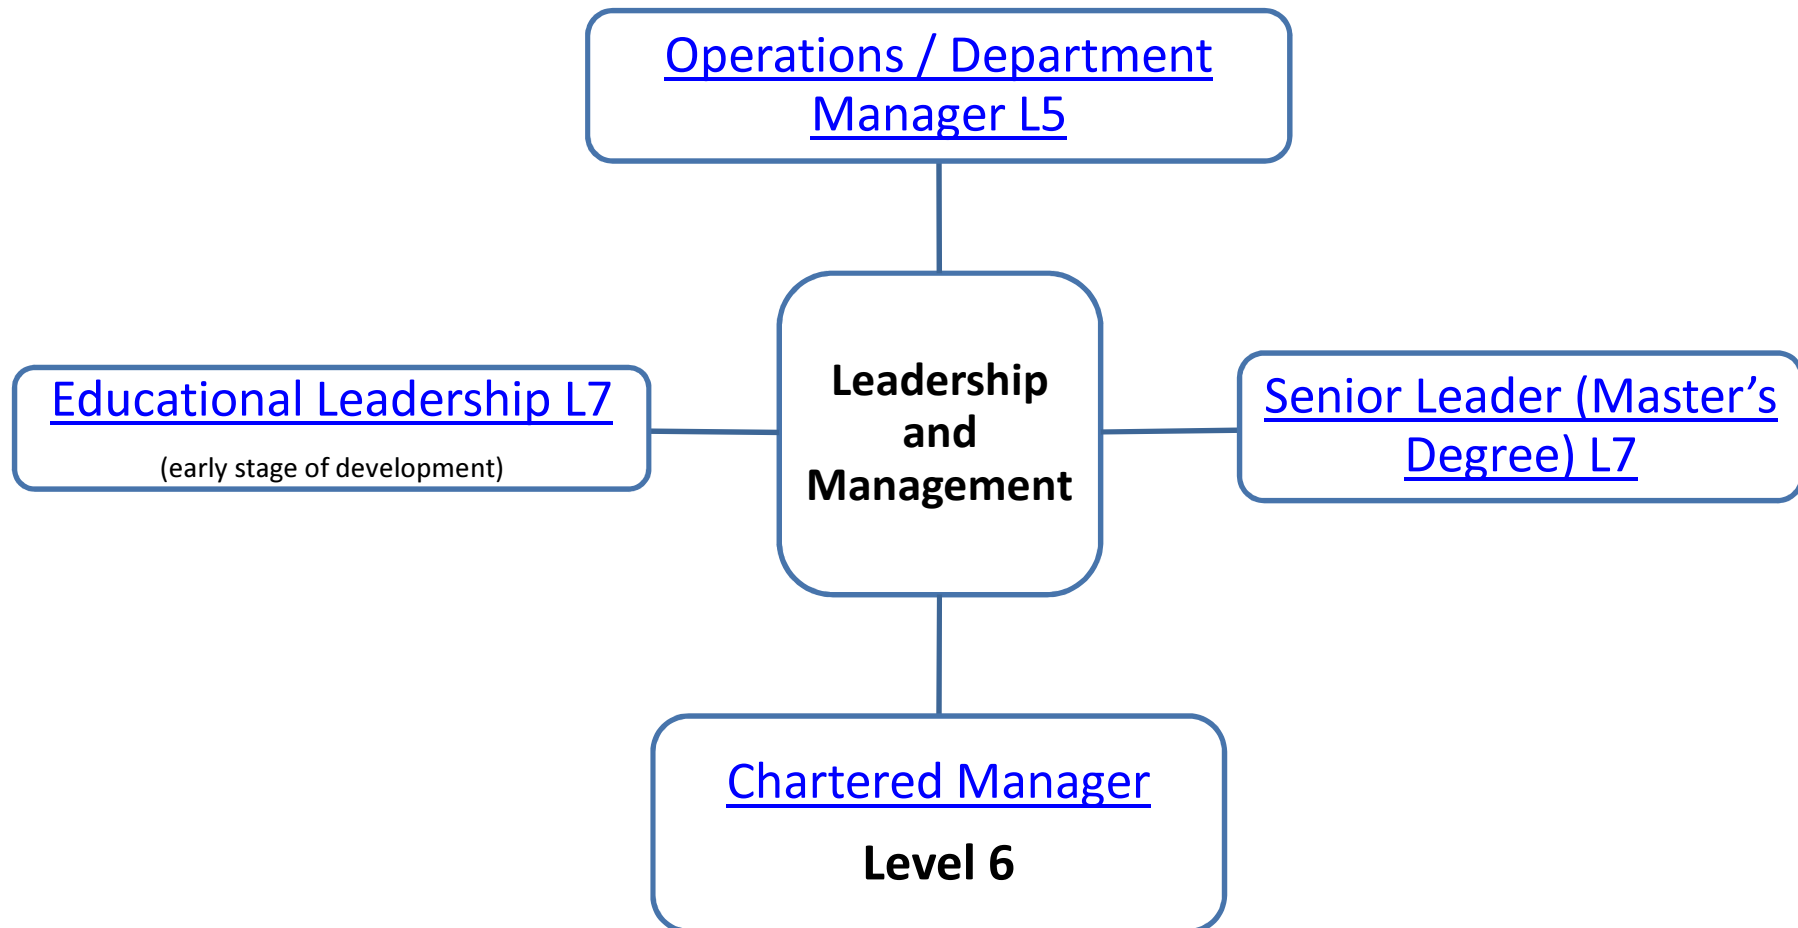 Operations / Department
Manager L5
Educational Leadership L7
(early stage of development)
Leadership
and
Management
Senior Leader (Master’s
Degree) L7
Chartered Manager
Level 6